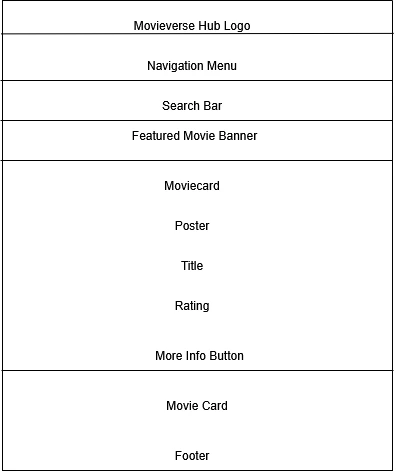 Movieverse Hub Logo
Navigation Menu
Search Bar
Featured Movie Banner
Moviecard
Poster
Title
Rating
More Info Button
Movie Card
Footer